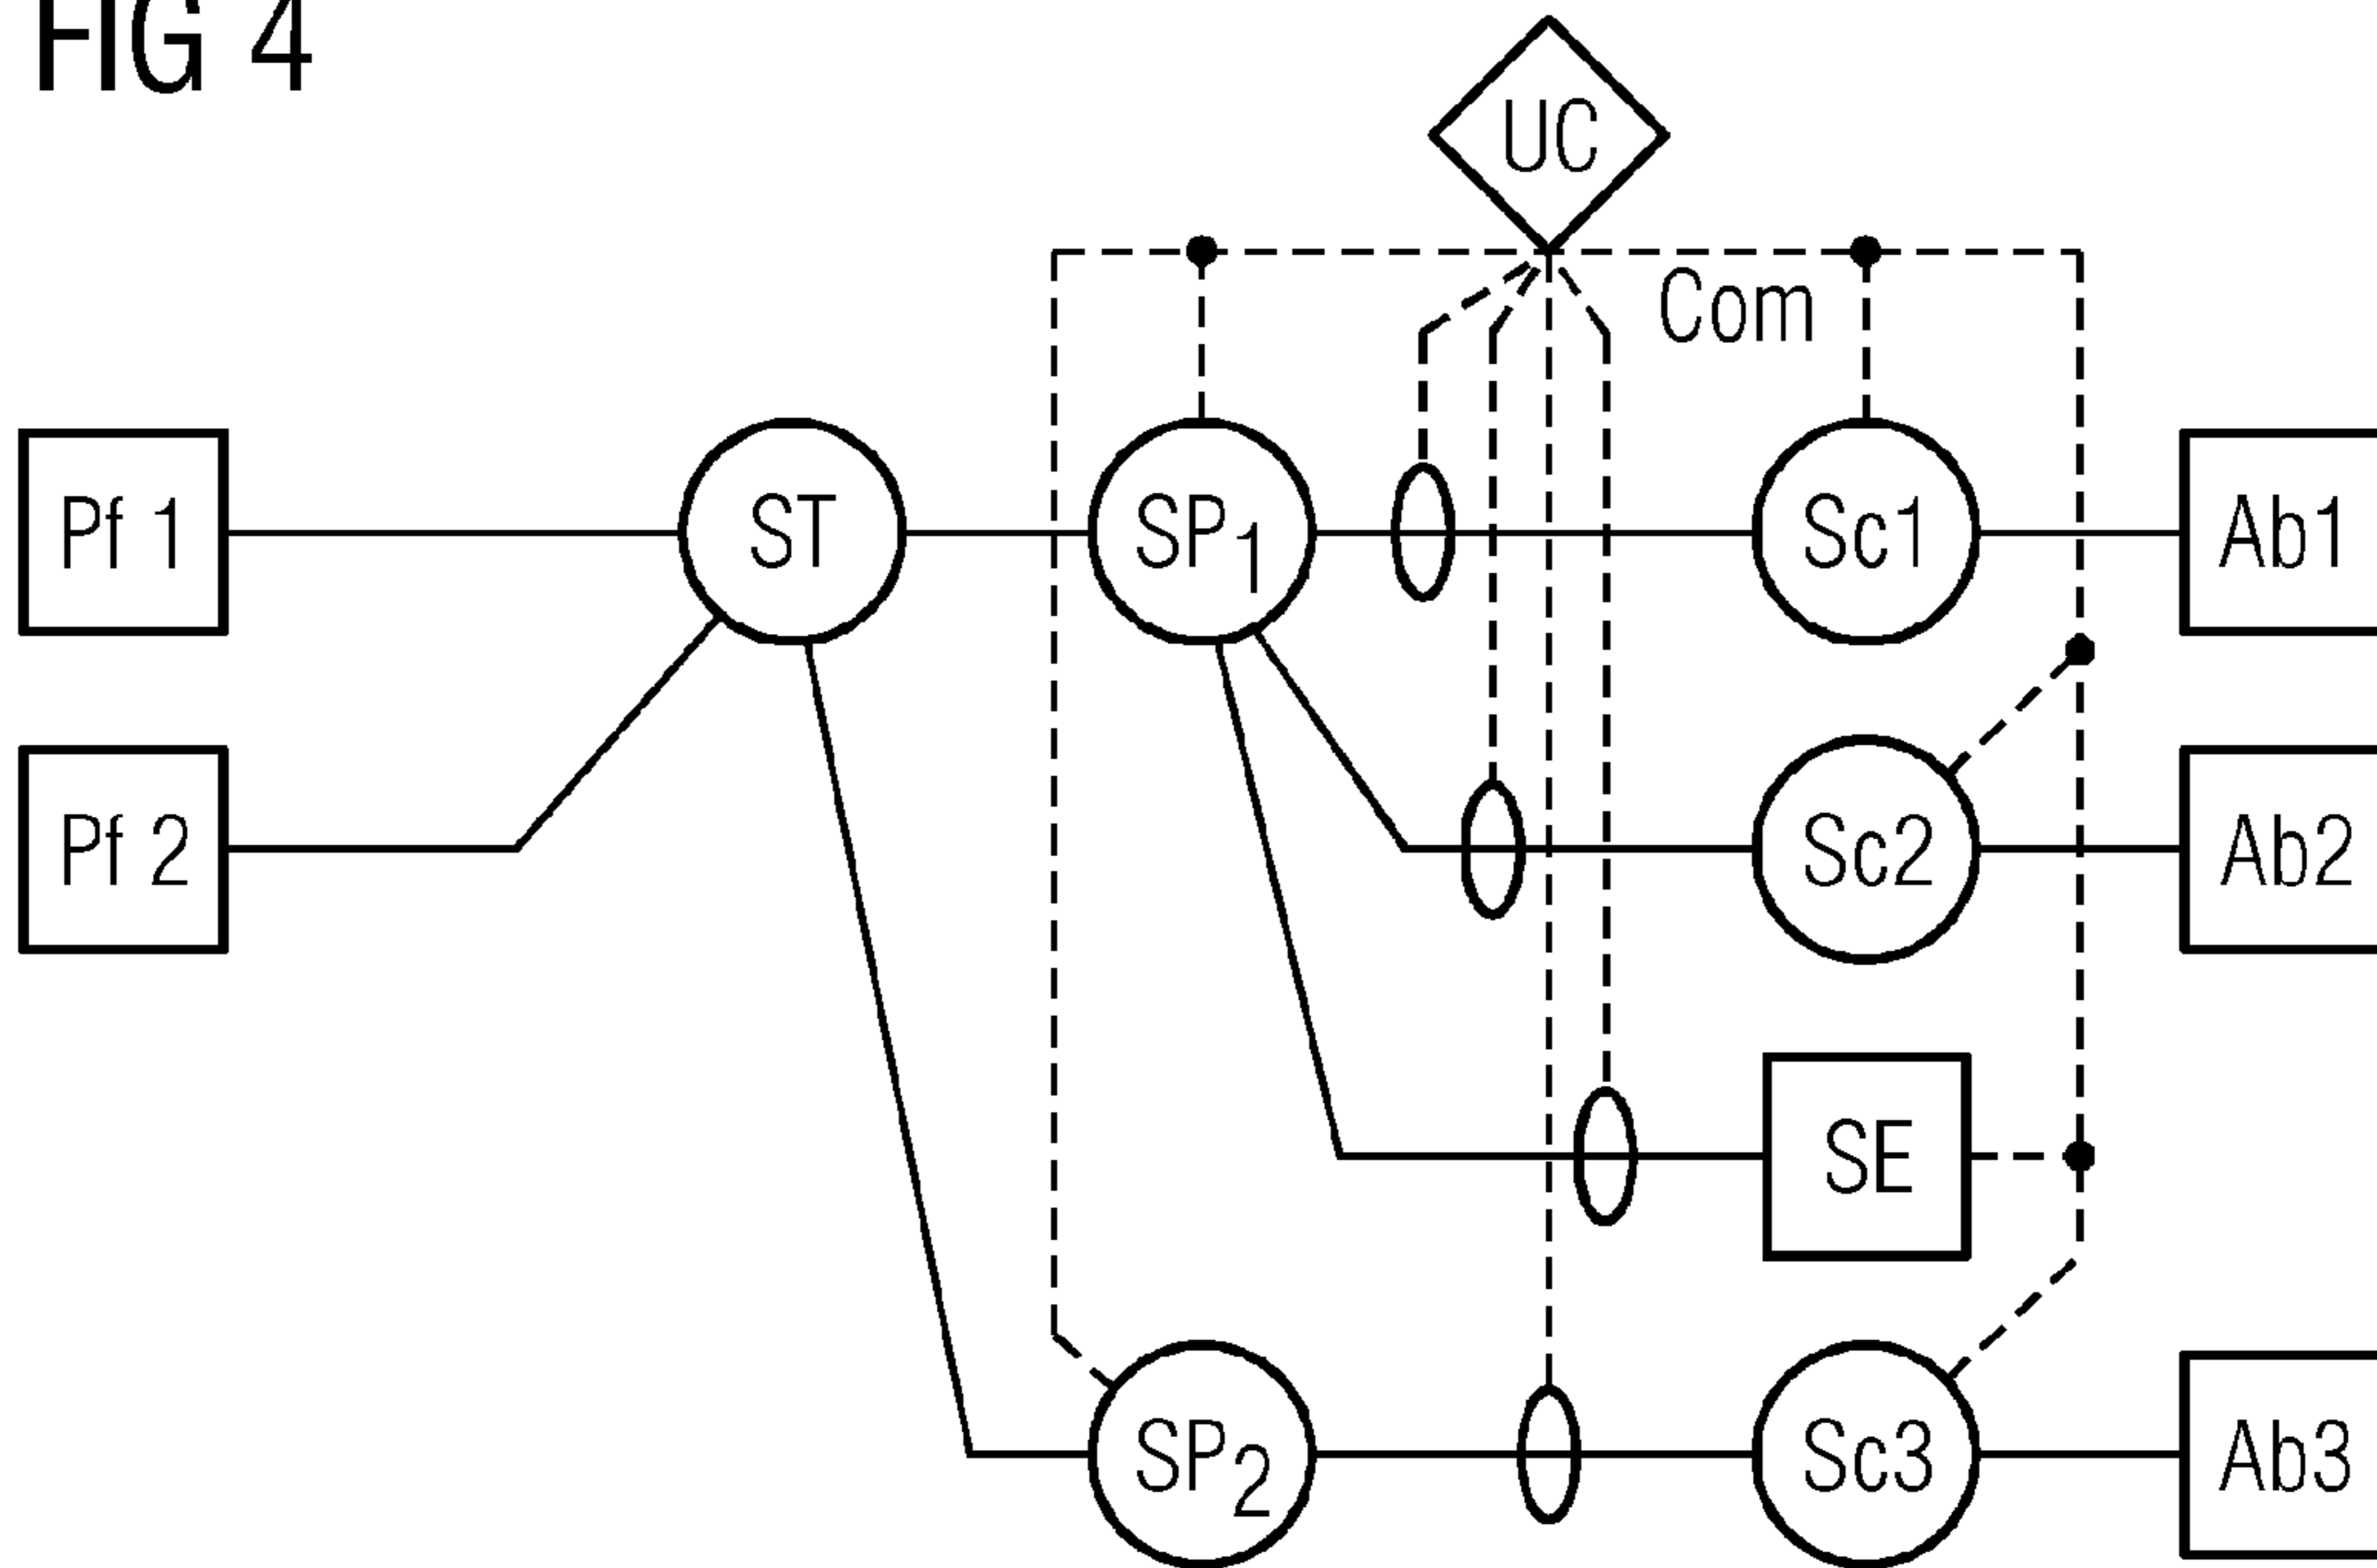 FIG 4
UC
Com
Pf 1
ST
SP1
Sc1
Ab1
Pf 2
Sc2
Ab2
SE
SP2
Sc3
Ab3